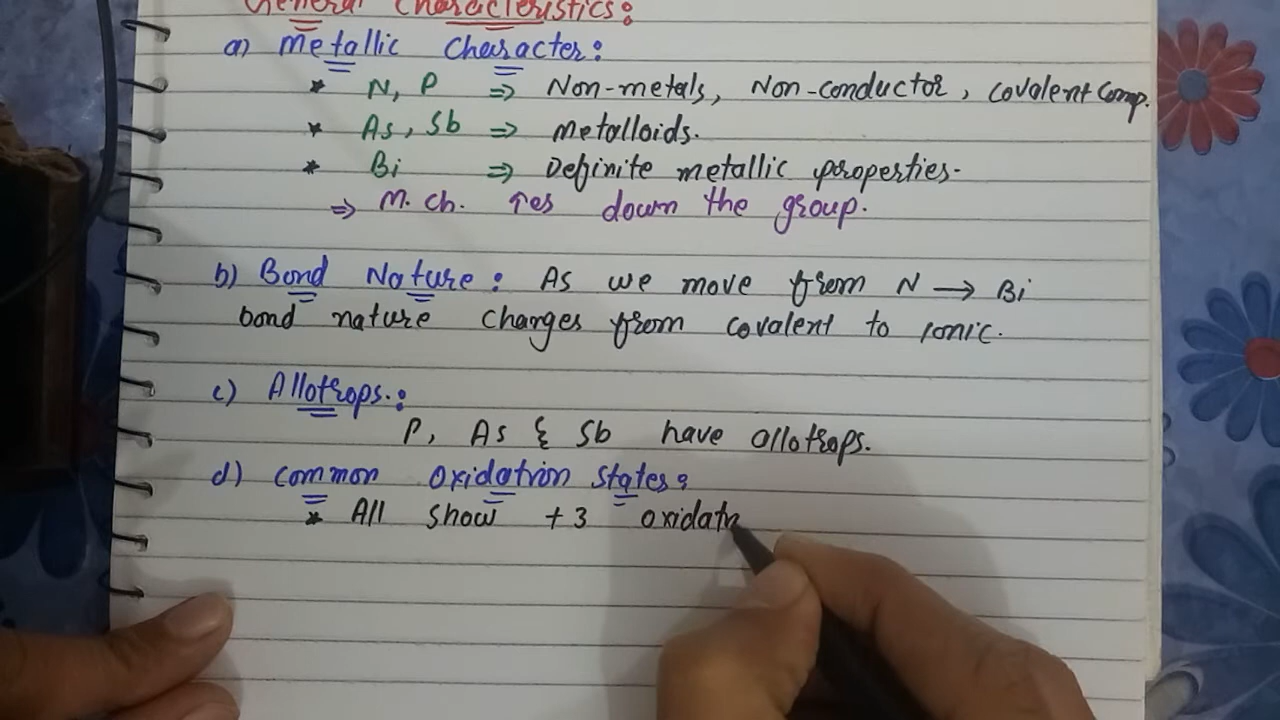 General Characteristics:
a) Metallic Character:
* N, P ⇒ Non-metals, Non-conductor, Covalent Comp.
* As, Sb ⇒ Metalloids.
* Bi ⇒ Definite metallic properties.
⇒ M. Ch. ↑es down the group.
b) Bond Nature: As we move from N → Bi
bond nature changes from covalent to ionic.
c) Allotrops.:
P, As & Sb have allotrops.
d) Common Oxidation States:
* All show +3 oxidatn